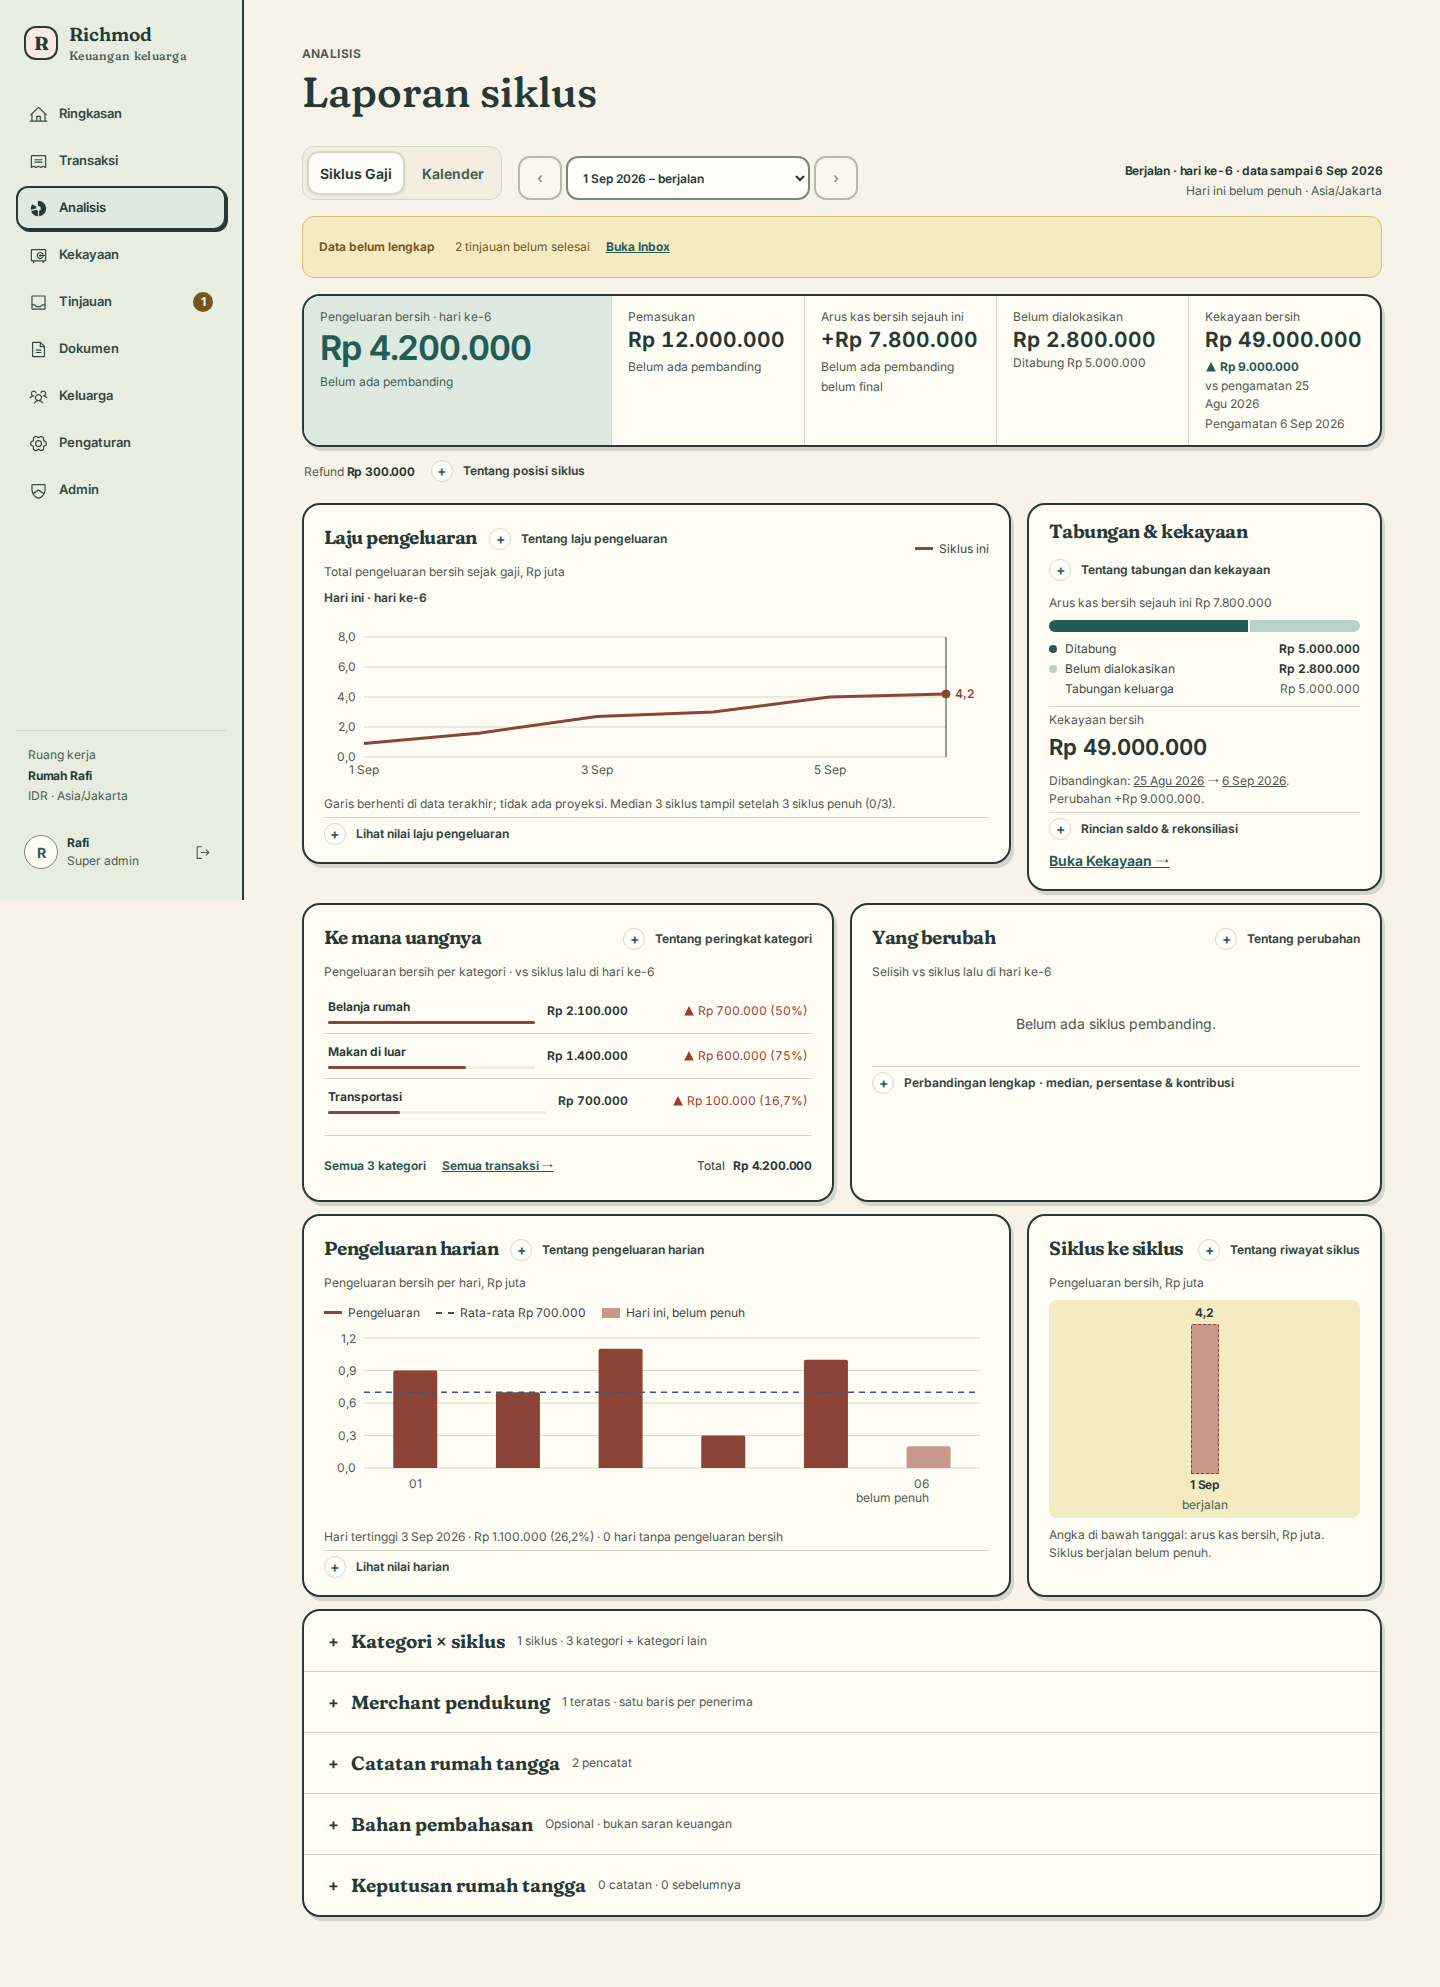 R
Richmod
Keuangan keluarga
Ringkasan
Transaksi
Analisis
Kekayaan
Tinjauan
1
Dokumen
Keluarga
Pengaturan
Admin
Ruang kerja
Rumah Rafi
IDR · Asia/Jakarta
R
Rafi
Super admin
ANALISIS
Laporan siklus
Siklus Gaji
Kalender
‹
1 Sep 2026 – berjalan
›
Berjalan · hari ke-6 · data sampai 6 Sep 2026
Hari ini belum penuh · Asia/Jakarta
Data belum lengkap 2 tinjauan belum selesai Buka Inbox
Pengeluaran bersih · hari ke-6
Rp 4.200.000
Belum ada pembanding
Pemasukan
Rp 12.000.000
Belum ada pembanding
Arus kas bersih sejauh ini
+Rp 7.800.000
Belum ada pembanding
belum final
Belum dialokasikan
Rp 2.800.000
Ditabung Rp 5.000.000
Kekayaan bersih
Rp 49.000.000
▲ Rp 9.000.000
vs pengamatan 25
Agu 2026
Pengamatan 6 Sep 2026
Refund Rp 300.000 + Tentang posisi siklus
Laju pengeluaran + Tentang laju pengeluaran
Siklus ini
Total pengeluaran bersih sejak gaji, Rp juta
Hari ini · hari ke-6
8,0
6,0
4,0
2,0
0,0
4,2
1 Sep 3 Sep 5 Sep
Garis berhenti di data terakhir; tidak ada proyeksi. Median 3 siklus tampil setelah 3 siklus penuh (0/3).
+ Lihat nilai laju pengeluaran
Tabungan & kekayaan
+ Tentang tabungan dan kekayaan
Arus kas bersih sejauh ini Rp 7.800.000
Ditabung Rp 5.000.000
Belum dialokasikan Rp 2.800.000
Tabungan keluarga Rp 5.000.000
Kekayaan bersih
Rp 49.000.000
Dibandingkan: 25 Agu 2026 → 6 Sep 2026.
Perubahan +Rp 9.000.000.
+ Rincian saldo & rekonsiliasi
Buka Kekayaan →
Ke mana uangnya + Tentang peringkat kategori
Pengeluaran bersih per kategori · vs siklus lalu di hari ke-6
Belanja rumah Rp 2.100.000 ▲ Rp 700.000 (50%)
Makan di luar Rp 1.400.000 ▲ Rp 600.000 (75%)
Transportasi Rp 700.000 ▲ Rp 100.000 (16,7%)
Semua 3 kategori Semua transaksi → Total Rp 4.200.000
Yang berubah + Tentang perubahan
Selisih vs siklus lalu di hari ke-6
Belum ada siklus pembanding.
+ Perbandingan lengkap · median, persentase & kontribusi
Pengeluaran harian + Tentang pengeluaran harian
Pengeluaran bersih per hari, Rp juta
Pengeluaran Rata-rata Rp 700.000 Hari ini, belum penuh
1,2
0,9
0,6
0,3
0,0
01 06
belum penuh
Hari tertinggi 3 Sep 2026 · Rp 1.100.000 (26,2%) · 0 hari tanpa pengeluaran bersih
+ Lihat nilai harian
Siklus ke siklus + Tentang riwayat siklus
Pengeluaran bersih, Rp juta
4,2
1 Sep
berjalan
Angka di bawah tanggal: arus kas bersih, Rp juta.
Siklus berjalan belum penuh.
+ Kategori × siklus 1 siklus · 3 kategori + kategori lain
+ Merchant pendukung 1 teratas · satu baris per penerima
+ Catatan rumah tangga 2 pencatat
+ Bahan pembahasan Opsional · bukan saran keuangan
+ Keputusan rumah tangga 0 catatan · 0 sebelumnya